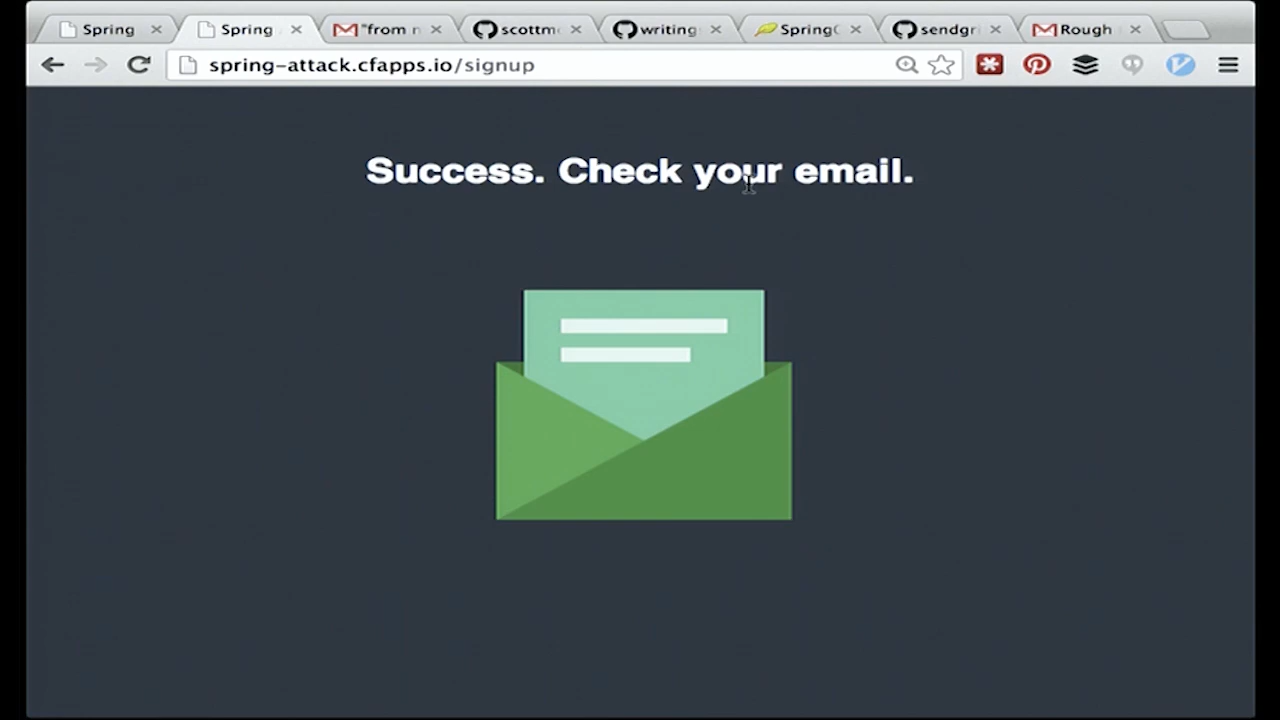 Spring
Spring
"from n
scottm
writing
Spring
sendgr
Rough
spring-attack.cfapps.io/signup
Success. Check your email.